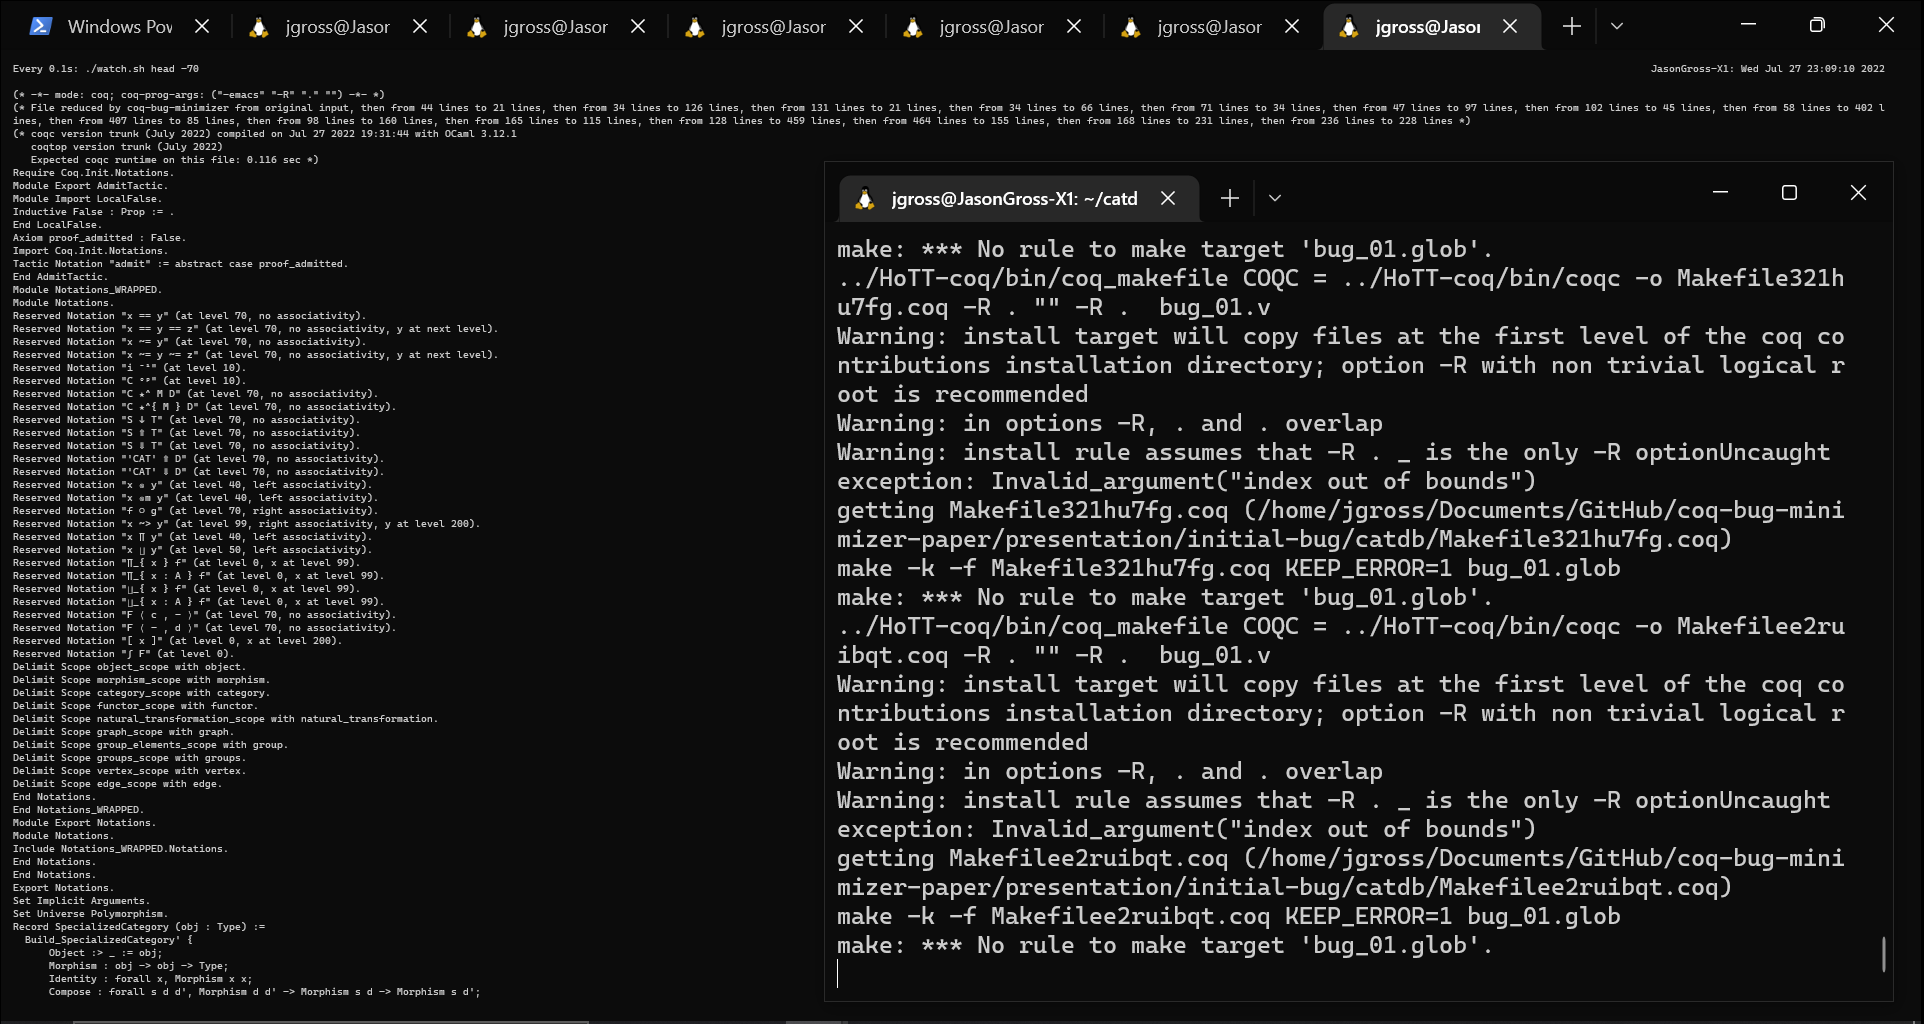 Windows Pov
jgross@Jasor
jgross@Jasor
jgross@Jasor
jgross@Jasor
jgross@Jasor
jgross@Jasor
Every 0.1s: ./watch.sh head -70
JasonGross-X1: Wed Jul 27 23:09:10 2022
(* -*- mode: coq; coq-prog-args: ("-emacs" "-R" "." "") -*- *)
(* File reduced by coq-bug-minimizer from original input, then from 44 lines to 21 lines, then from 34 lines to 126 lines, then from 131 lines to 21 lines, then from 34 lines to 66 lines, then from 71 lines to 34 lines, then from 47 lines to 97 lines, then from 102 lines to 45 lines, then from 58 lines to 402 l
ines, then from 407 lines to 85 lines, then from 98 lines to 160 lines, then from 165 lines to 115 lines, then from 128 lines to 459 lines, then from 464 lines to 155 lines, then from 168 lines to 231 lines, then from 236 lines to 228 lines *)
(* coqc version trunk (July 2022) compiled on Jul 27 2022 19:31:44 with OCaml 3.12.1
coqtop version trunk (July 2022)
Expected coqc runtime on this file: 0.116 sec *)
Require Coq.Init.Notations.
Module Export AdmitTactic.
Module Import LocalFalse.
Inductive False : Prop := .
End LocalFalse.
Axiom proof_admitted : False.
Import Coq.Init.Notations.
Tactic Notation "admit" := abstract case proof_admitted.
End AdmitTactic.
Module Notations_WRAPPED.
Module Notations.
Reserved Notation "x == y" (at level 70, no associativity).
Reserved Notation "x == y == z" (at level 70, no associativity, y at next level).
Reserved Notation "x ~= y" (at level 70, no associativity).
Reserved Notation "x ~= y ~= z" (at level 70, no associativity, y at next level).
Reserved Notation "i ⁻¹" (at level 10).
Reserved Notation "C ᵒᵖ" (at level 10).
Reserved Notation "C ★^ M D" (at level 70, no associativity).
Reserved Notation "C ★^{ M } D" (at level 70, no associativity).
Reserved Notation "S ↓ T" (at level 70, no associativity).
Reserved Notation "S ⇑ T" (at level 70, no associativity).
Reserved Notation "S ⇓ T" (at level 70, no associativity).
Reserved Notation "'CAT' ⇑ D" (at level 70, no associativity).
Reserved Notation "'CAT' ⇓ D" (at level 70, no associativity).
Reserved Notation "x ⊗ y" (at level 40, left associativity).
Reserved Notation "x ⊗m y" (at level 40, left associativity).
Reserved Notation "f ○ g" (at level 70, right associativity).
Reserved Notation "x ~> y" (at level 99, right associativity, y at level 200).
Reserved Notation "x ∏ y" (at level 40, left associativity).
Reserved Notation "x ∐ y" (at level 50, left associativity).
Reserved Notation "∏_{ x } f" (at level 0, x at level 99).
Reserved Notation "∏_{ x : A } f" (at level 0, x at level 99).
Reserved Notation "∐_{ x } f" (at level 0, x at level 99).
Reserved Notation "∐_{ x : A } f" (at level 0, x at level 99).
Reserved Notation "F ⟨ c , - ⟩" (at level 70, no associativity).
Reserved Notation "F ⟨ - , d ⟩" (at level 70, no associativity).
Reserved Notation "[ x ]" (at level 0, x at level 200).
Reserved Notation "∫ F" (at level 0).
Delimit Scope object_scope with object.
Delimit Scope morphism_scope with morphism.
Delimit Scope category_scope with category.
Delimit Scope functor_scope with functor.
Delimit Scope natural_transformation_scope with natural_transformation.
Delimit Scope graph_scope with graph.
Delimit Scope group_elements_scope with group.
Delimit Scope groups_scope with groups.
Delimit Scope vertex_scope with vertex.
Delimit Scope edge_scope with edge.
End Notations.
End Notations_WRAPPED.
Module Export Notations.
Module Notations.
Include Notations_WRAPPED.Notations.
End Notations.
End Notations.
Export Notations.
Set Implicit Arguments.
Set Universe Polymorphism.
Record SpecializedCategory (obj : Type) :=
Build_SpecializedCategory' {
Object :> _ := obj;
Morphism : obj -> obj -> Type;
Identity : forall x, Morphism x x;
Compose : forall s d d', Morphism d d' -> Morphism s d -> Morphism s d';
jgross@JasonGross-X1: ~/catd
make: *** No rule to make target 'bug_01.glob'.
../HoTT-coq/bin/coq_makefile COQC = ../HoTT-coq/bin/coqc -o Makefile321h
u7fg.coq -R . "" -R .  bug_01.v
Warning: install target will copy files at the first level of the coq co
ntributions installation directory; option -R with non trivial logical r
oot is recommended
Warning: in options -R, . and . overlap
Warning: install rule assumes that -R . _ is the only -R optionUncaught
exception: Invalid_argument("index out of bounds")
getting Makefile321hu7fg.coq (/home/jgross/Documents/GitHub/coq-bug-mini
mizer-paper/presentation/initial-bug/catdb/Makefile321hu7fg.coq)
make -k -f Makefile321hu7fg.coq KEEP_ERROR=1 bug_01.glob
make: *** No rule to make target 'bug_01.glob'.
../HoTT-coq/bin/coq_makefile COQC = ../HoTT-coq/bin/coqc -o Makefilee2ru
ibqt.coq -R . "" -R .  bug_01.v
Warning: install target will copy files at the first level of the coq co
ntributions installation directory; option -R with non trivial logical r
oot is recommended
Warning: in options -R, . and . overlap
Warning: install rule assumes that -R . _ is the only -R optionUncaught
exception: Invalid_argument("index out of bounds")
getting Makefilee2ruibqt.coq (/home/jgross/Documents/GitHub/coq-bug-mini
mizer-paper/presentation/initial-bug/catdb/Makefilee2ruibqt.coq)
make -k -f Makefilee2ruibqt.coq KEEP_ERROR=1 bug_01.glob
make: *** No rule to make target 'bug_01.glob'.